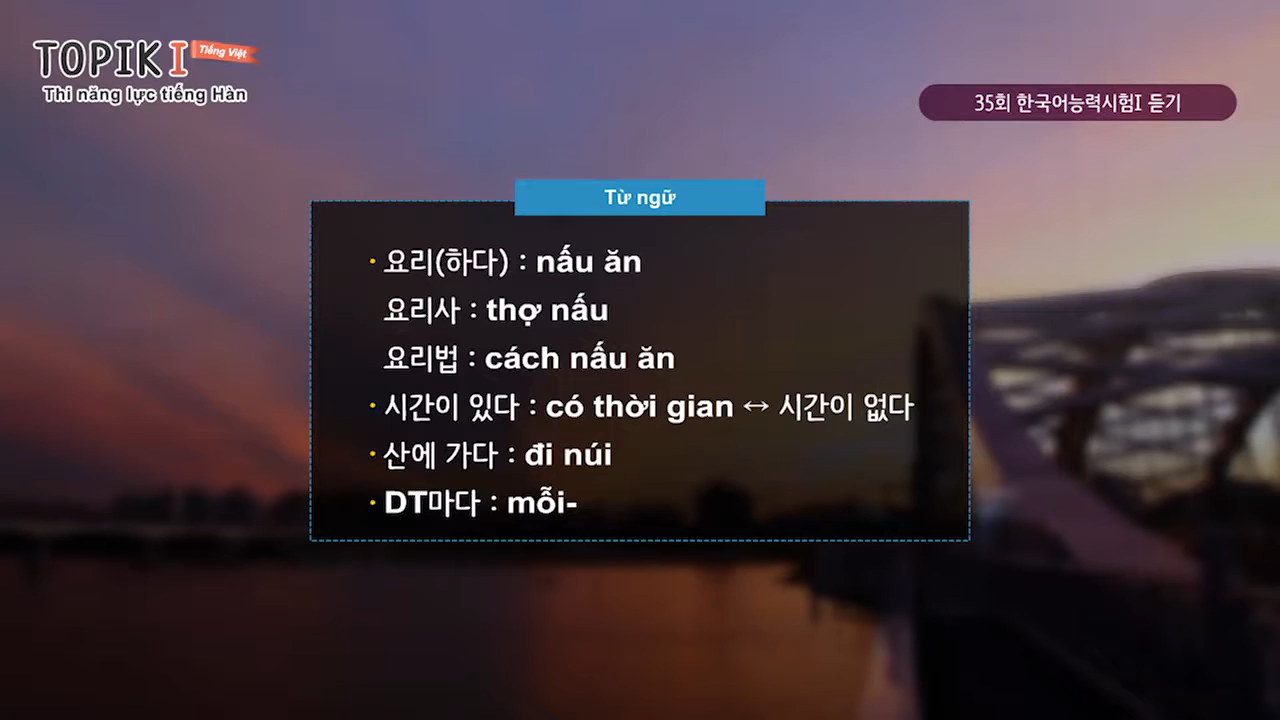 TOPIK I Tiếng Việt
Thi năng lực tiếng Hàn
35회 한국어능력시험I 듣기
Từ ngữ
· 요리(하다) : nấu ăn
요리사 : thợ nấu
요리법 : cách nấu ăn
· 시간이 있다 : có thời gian ↔ 시간이 없다
· 산에 가다 : đi núi
· DT마다 : mỗi-